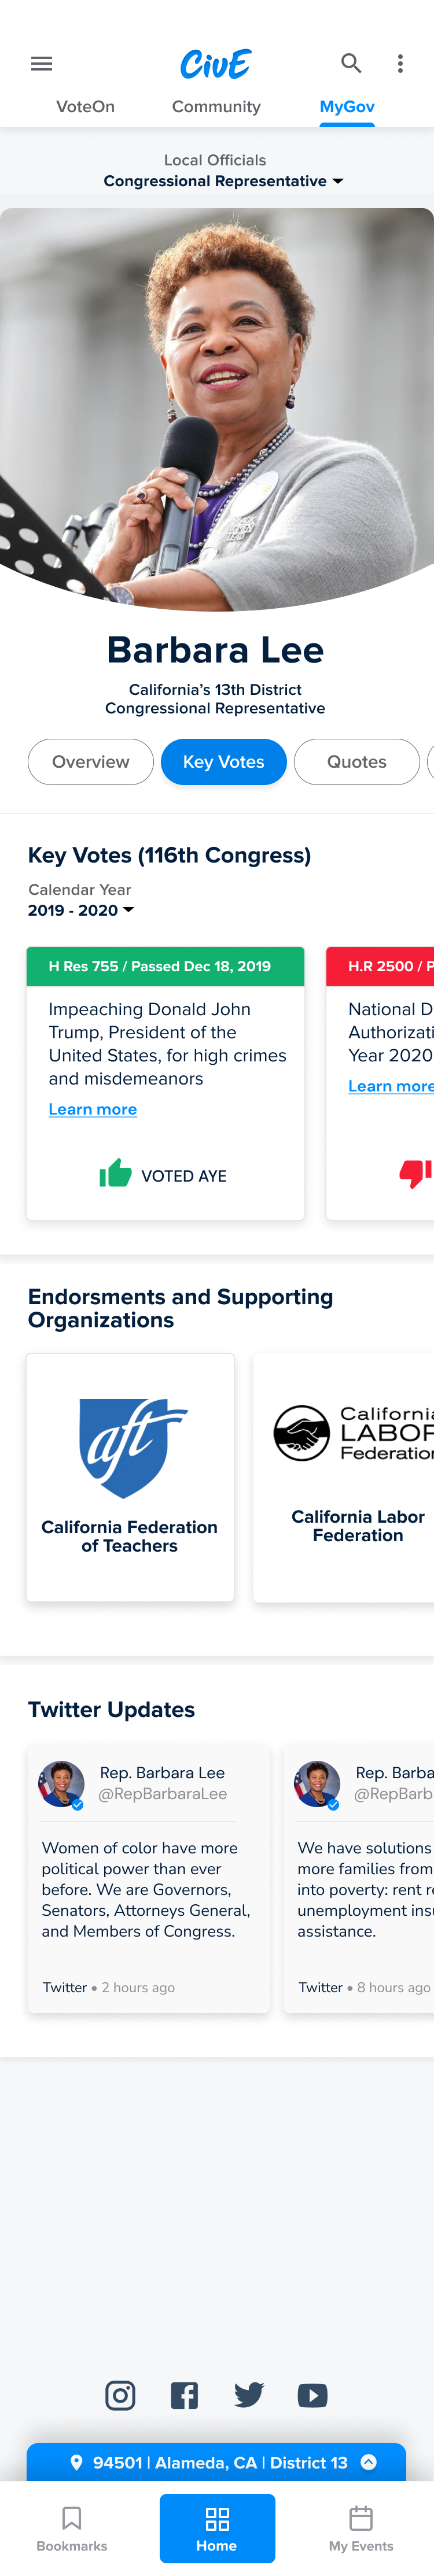 CivE
VoteOn Community MyGov
Local Officials
Congressional Representative
Barbara Lee
California's 13th District
Congressional Representative
Overview Key Votes Quotes
Key Votes (116th Congress)
Calendar Year
2019 - 2020
H Res 755 / Passed Dec 18, 2019
Impeaching Donald John
Trump, President of the
United States, for high crimes
and misdemeanors
Learn more
VOTED AYE
H.R 2500 / P
National D
Authorizati
Year 2020
Learn more
Endorsments and Supporting
Organizations
aft
California Federation
of Teachers
California
LABOR
Federation
California Labor
Federation
Twitter Updates
Rep. Barbara Lee
@RepBarbaraLee
Women of color have more
political power than ever
before. We are Governors,
Senators, Attorneys General,
and Members of Congress.
Twitter • 2 hours ago
Rep. Barba
@RepBarb
We have solutions
more families from
into poverty: rent re
unemployment insu
assistance.
Twitter • 8 hours ago
94501 | Alameda, CA | District 13
Bookmarks Home My Events